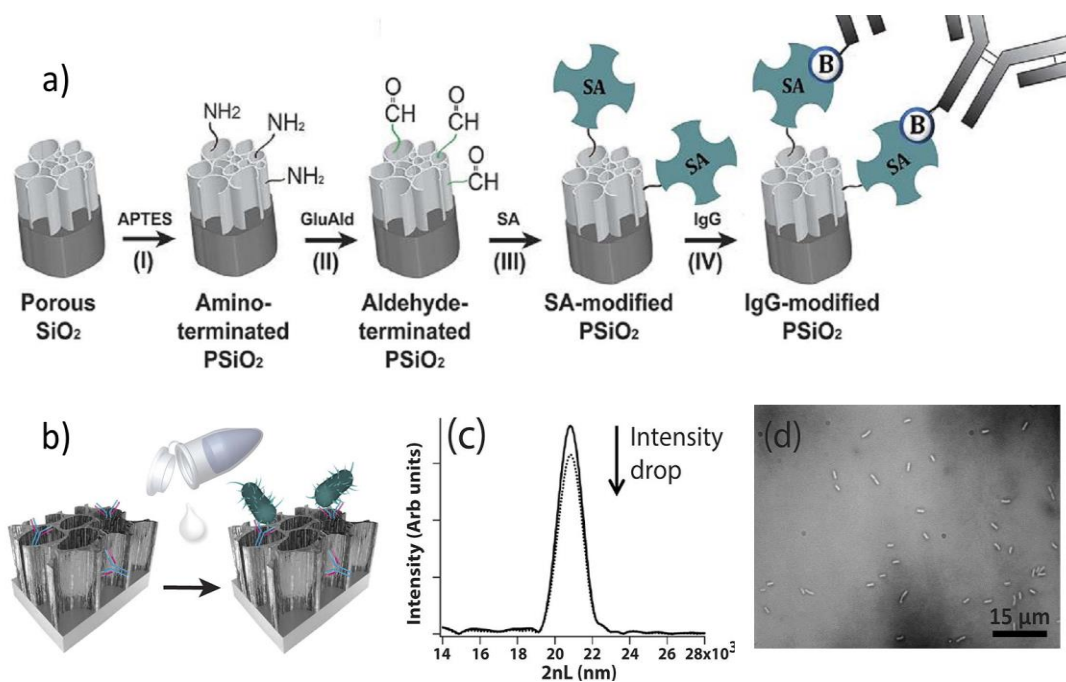 a)
NH2
NH2
NH2
O
CH
O
CH
O
CH
SA
SA
SA
B
SA
B
APTES
(I)
GluAld
(II)
SA
(III)
IgG
(IV)
Porous
SiO2
Amino-
terminated
PSiO2
Aldehyde-
terminated
PSiO2
SA-modified
PSiO2
IgG-modified
PSiO2
b)
(c)
Intensity
drop
Intensity (Arb units)
14 16 18 20 22 24 26 28x10³
2nL (nm)
(d)
15 µm